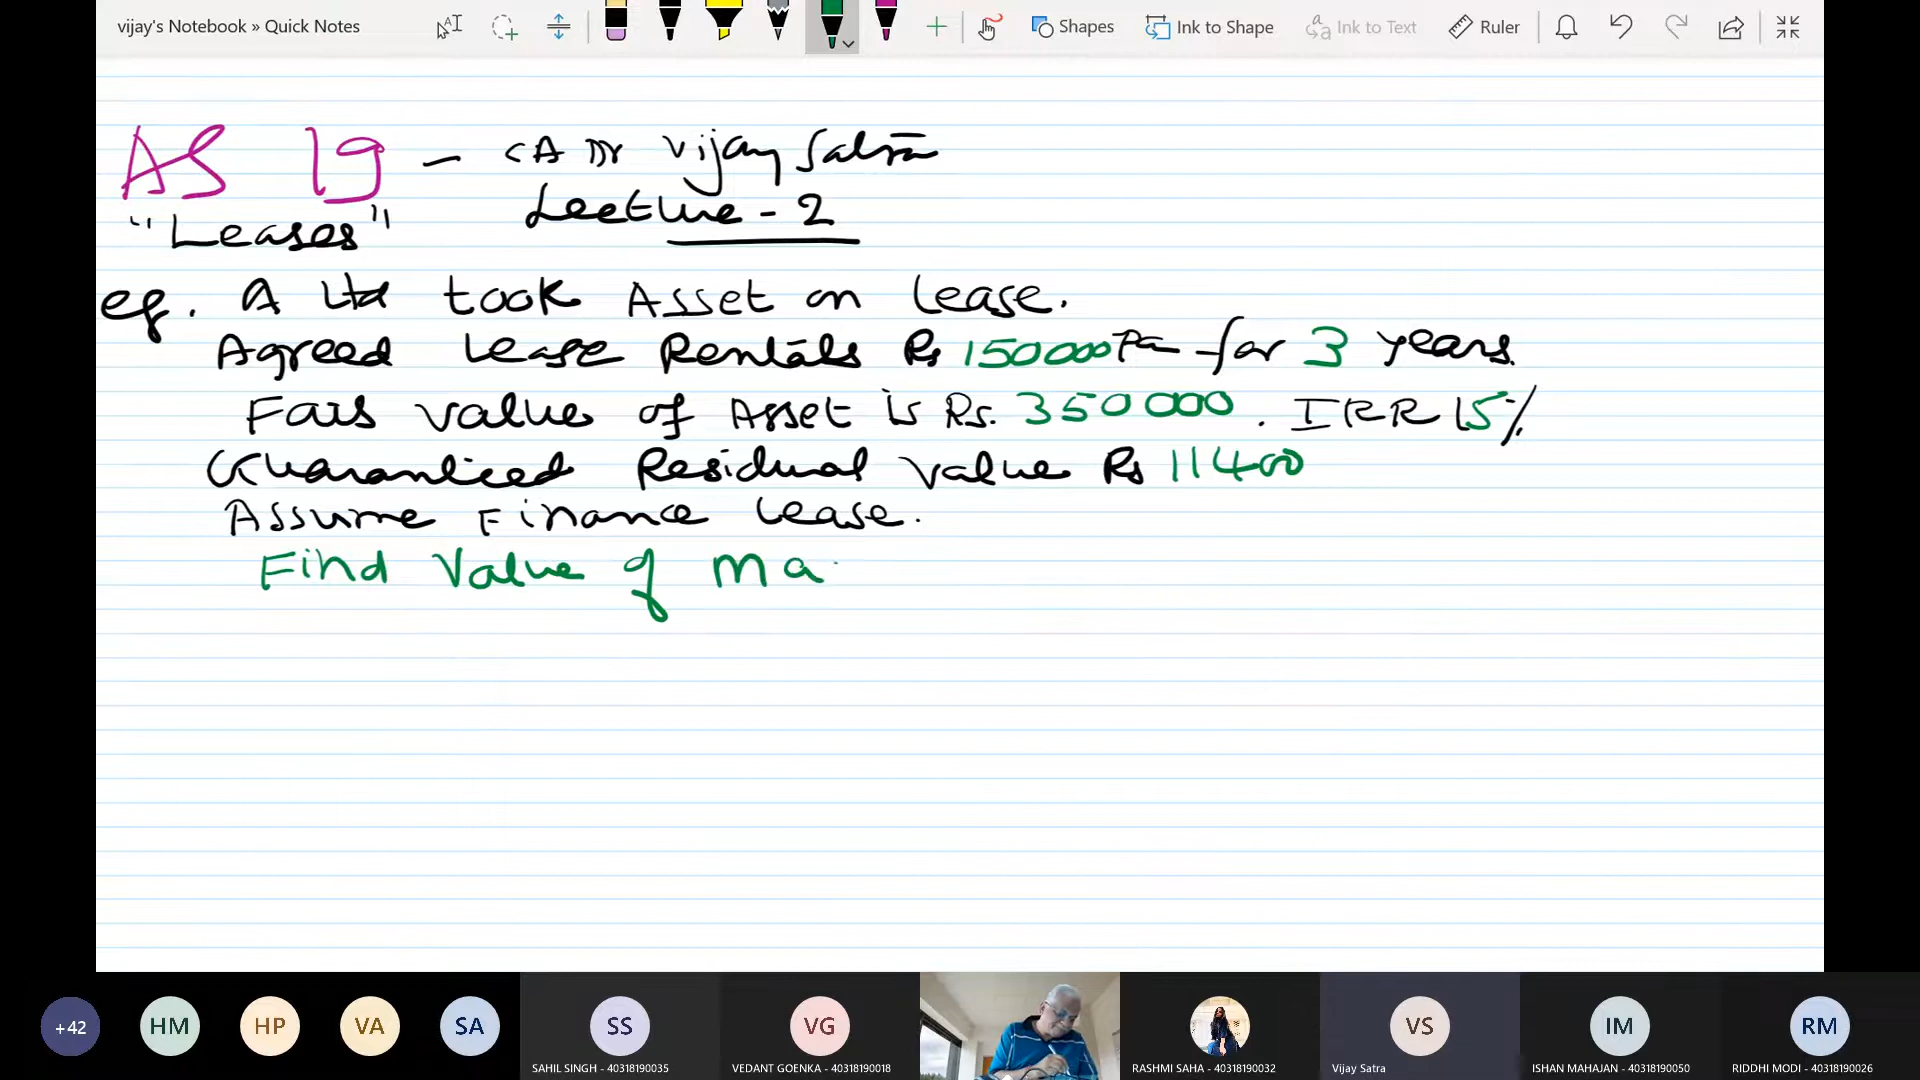 vijay's Notebook » Quick Notes
Shapes
Ink to Shape
Ink to Text
Ruler
AS 19 - CA Dr Vijay Satra
"Leases" Lecture - 2
eg. A Ltd took Asset on Lease.
Agreed Lease Rentals Rs 150000 Pa for 3 years.
Fair value of Asset is Rs. 350000. IRR 15%
Guaranteed Residual value Rs 11400
Assume Finance Lease.
Find Value of Ma
+42
HM
HP
VA
SA
SS
VG
VS
IM
RM
SAHIL SINGH - 40318190035
VEDANT GOENKA - 40318190018
RASHMI SAHA - 40318190032
Vijay Satra
ISHAN MAHAJAN - 40318190050
RIDDHI MODI - 40318190026